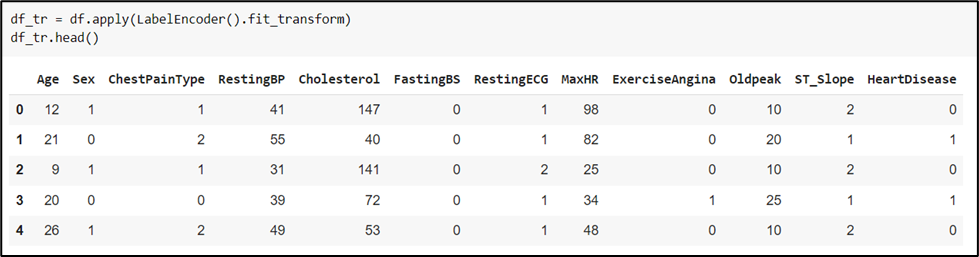 df_tr = df.apply(LabelEncoder().fit_transform)
df_tr.head()
Age Sex ChestPainType RestingBP Cholesterol FastingBS RestingECG MaxHR ExerciseAngina Oldpeak ST_Slope HeartDisease
0 12 1 1 41 147 0 1 98 0 10 2 0
1 21 0 2 55 40 0 1 82 0 20 1 1
2 9 1 1 31 141 0 2 25 0 10 2 0
3 20 0 0 39 72 0 1 34 1 25 1 1
4 26 1 2 49 53 0 1 48 0 10 2 0